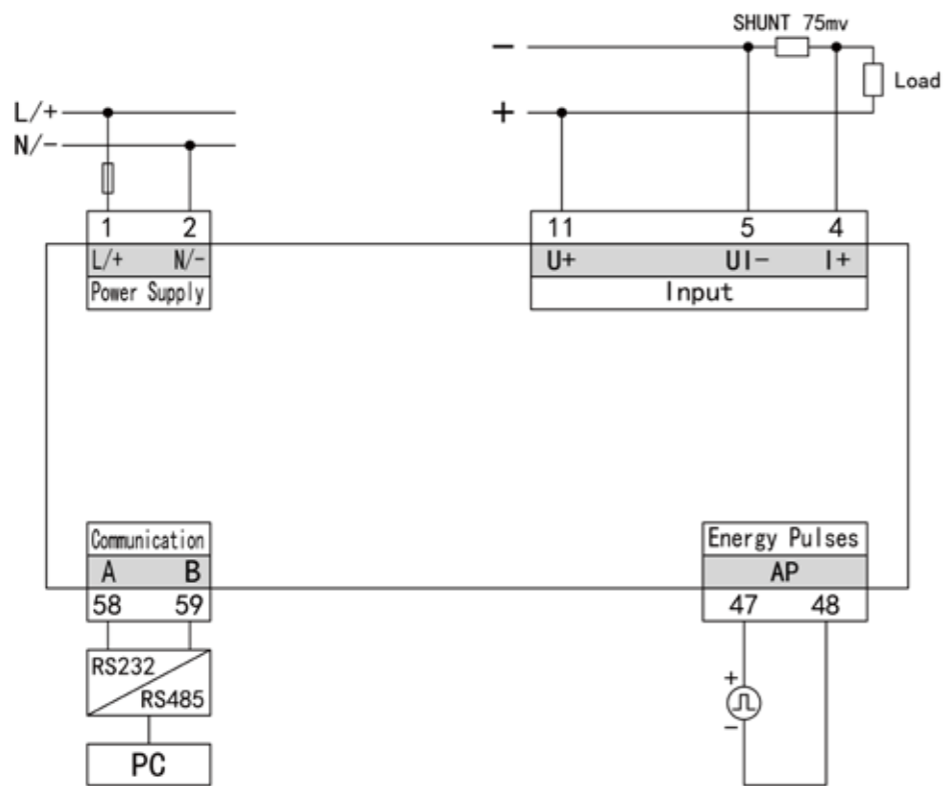 SHUNT 75mv
−
Load
L/+
+
N/-
1 2
11 5 4
L/+ N/-
U+ UI- I+
Power Supply
Input
Communication
Energy Pulses
A B
AP
58 59
47 48
RS232
+
RS485
−
PC